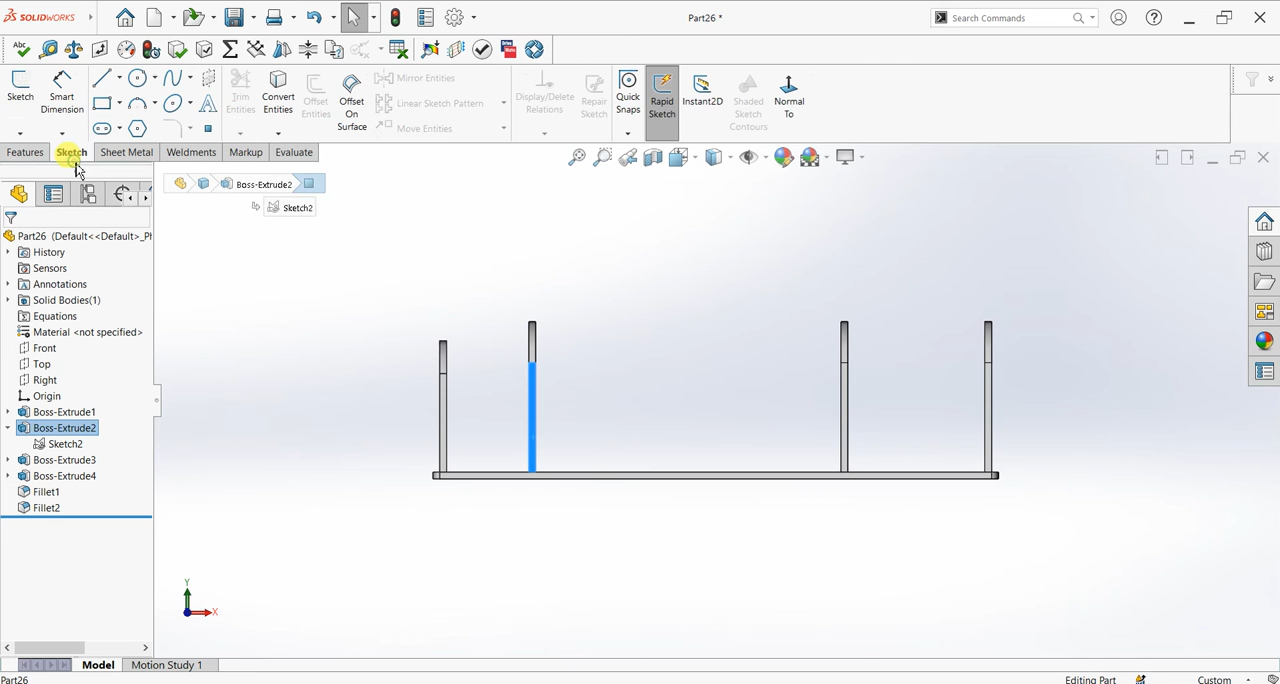 SOLIDWORKS
Part26 *
Search Commands
Sketch
Smart Dimension
Trim Entities
Convert Entities
Offset Entities
Offset On Surface
Mirror Entities
Linear Sketch Pattern
Move Entities
Display/Delete Relations
Repair Sketch
Quick Snaps
Rapid Sketch
Instant2D
Shaded Sketch Contours
Normal To
Features
Sketch
Sheet Metal
Weldments
Markup
Evaluate
Boss-Extrude2
Sketch2
Part26 (Default<<Default>_Ph
History
Sensors
Annotations
Solid Bodies(1)
Equations
Material <not specified>
Front
Top
Right
Origin
Boss-Extrude1
Boss-Extrude2
Sketch2
Boss-Extrude3
Boss-Extrude4
Fillet1
Fillet2
Y
X
Model
Motion Study 1
Part26
Editing Part
Custom